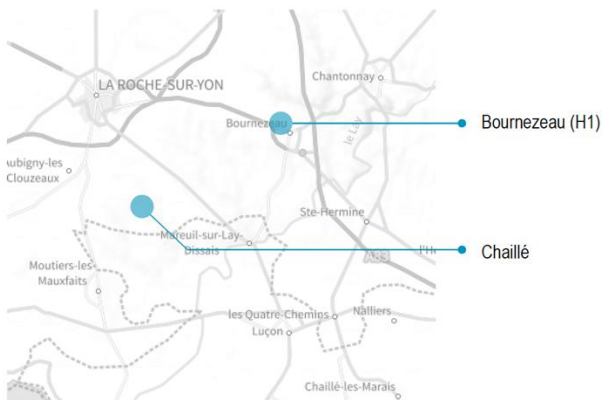 Chantonnay
LA ROCHE-SUR-YON
Bournezeau
Bournezeau (H1)
le Lay
Aubigny-les
Clouzeaux
Ste-Hermine
Mareuil-sur-Lay-
Dissais
A83
l'He
Chaillé
Moutiers-les-
Mauxfaits
les Quatre-Chemins
Nalliers
Luçon
Chaillé-les-Marais